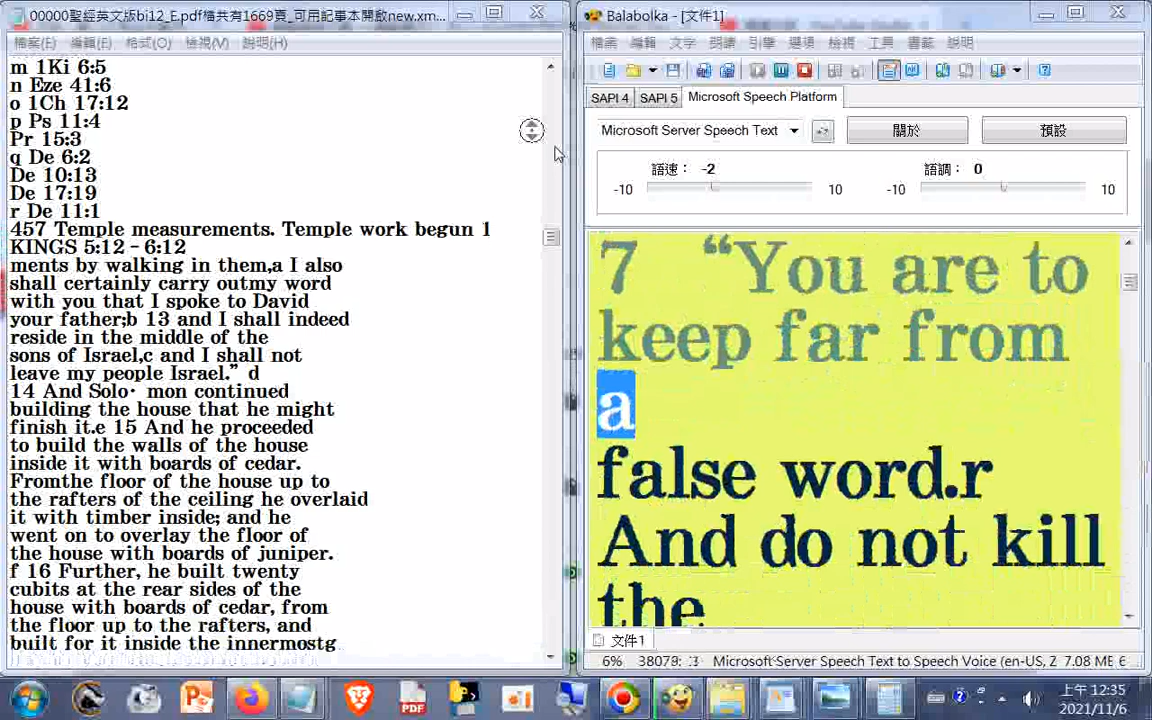 00000聖經英文版bi12_E.pdf檔共有1669頁_可用記事本開啟new.xm...
檔案(E) 編輯(E) 格式(O) 檢視(V) 說明(H)
m 1Ki 6:5
n Eze 41:6
o 1Ch 17:12
p Ps 11:4
Pr 15:3
q De 6:2
De 10:13
De 17:19
r De 11:1
457 Temple measurements. Temple work begun 1
KINGS 5:12–6:12
ments by walking in them,a I also
shall certainly carry outmy word
with you that I spoke to David
your father;b 13 and I shall indeed
reside in the middle of the
sons of Israel,c and I shall not
leave my people Israel.” d
14 And Solo· mon continued
building the house that he might
finish it.e 15 And he proceeded
to build the walls of the house
inside it with boards of cedar.
Fromthe floor of the house up to
the rafters of the ceiling he overlaid
it with timber inside; and he
went on to overlay the floor of
the house with boards of juniper.
f 16 Further, he built twenty
cubits at the rear sides of the
house with boards of cedar, from
the floor up to the rafters, and
built for it inside the innermostg
Balabolka - [文件1]
檔案 編輯 文字 朗讀 引擎 選項 檢視 工具 書籤 說明
SAPI 4 SAPI 5 Microsoft Speech Platform
Microsoft Server Speech Text 關於 預設
語速： -2 語調： 0
-10 10 -10 10
7 “You are to
keep far from
a
false word.r
And do not kill
the
文件1
6% Microsoft Server Speech Text to Speech Voice (en-US, 7.08 MB
上午 12:35
2021/11/6